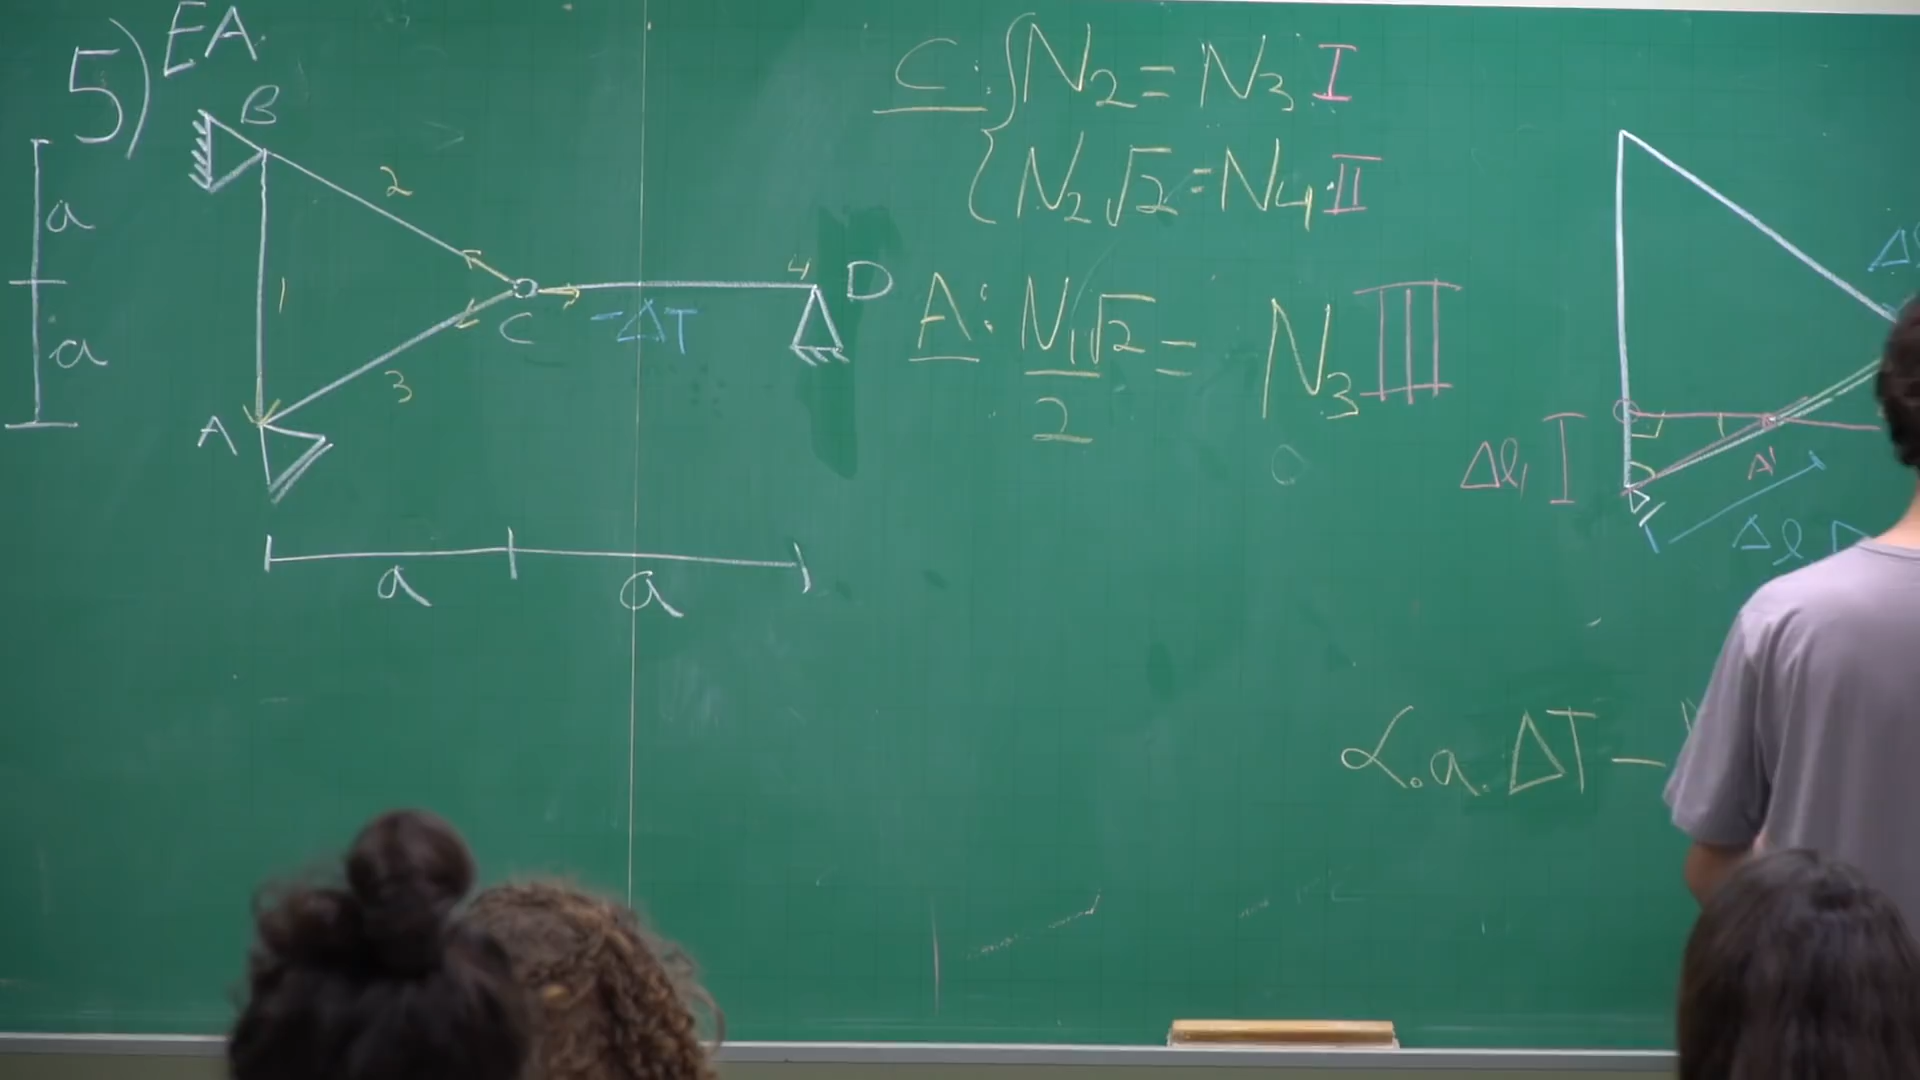 5) EA
B
a
2
1
4 D
C
-ΔT
a
3
A
a a
C: { N₂ = N₃ I
N₂√2 = N₄ II
A: N₁√2/2 = N₃ III
Δl₁
A'
Δl
α.a.ΔT -